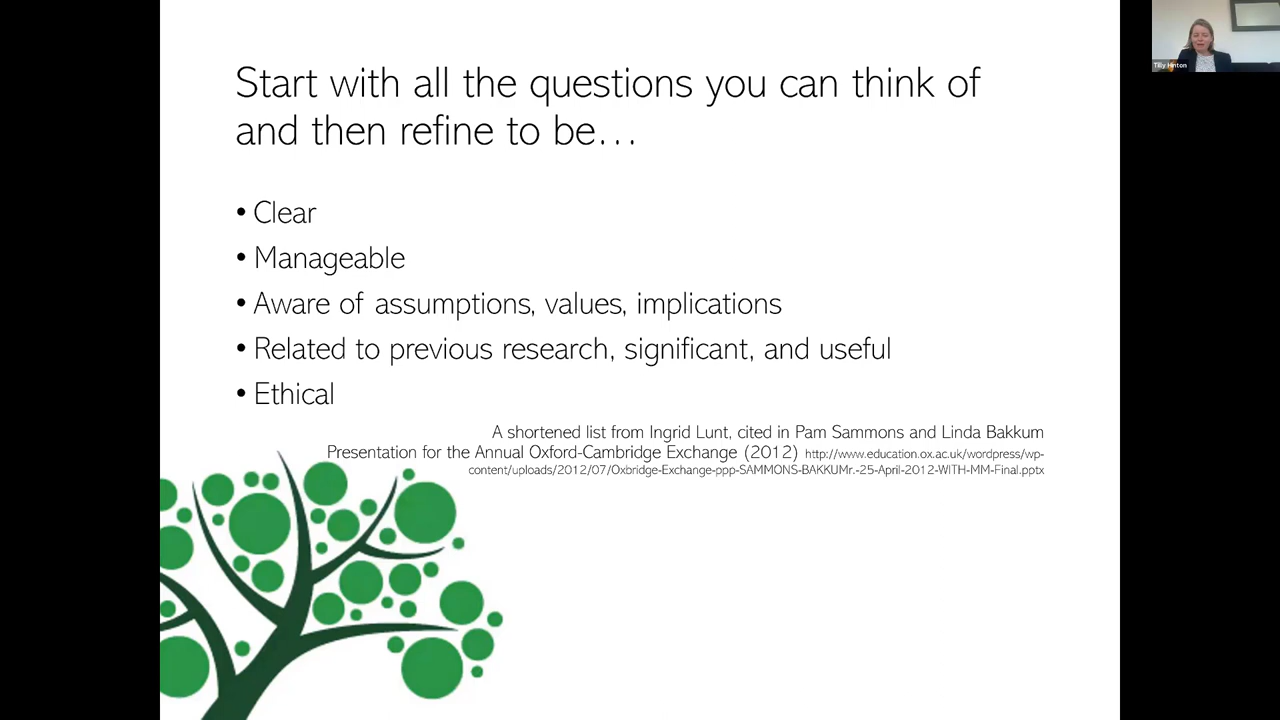 Start with all the questions you can think of
and then refine to be...
• Clear
• Manageable
• Aware of assumptions, values, implications
• Related to previous research, significant, and useful
• Ethical
A shortened list from Ingrid Lunt, cited in Pam Sammons and Linda Bakkum
Presentation for the Annual Oxford-Cambridge Exchange (2012) http://www.education.ox.ac.uk/wordpress/wp-
content/uploads/2012/07/Oxbridge-Exchange-ppp-SAMMONS-BAKKUMr.-25-April-2012-WITH-MM-Final.pptx
Tilly Hinton